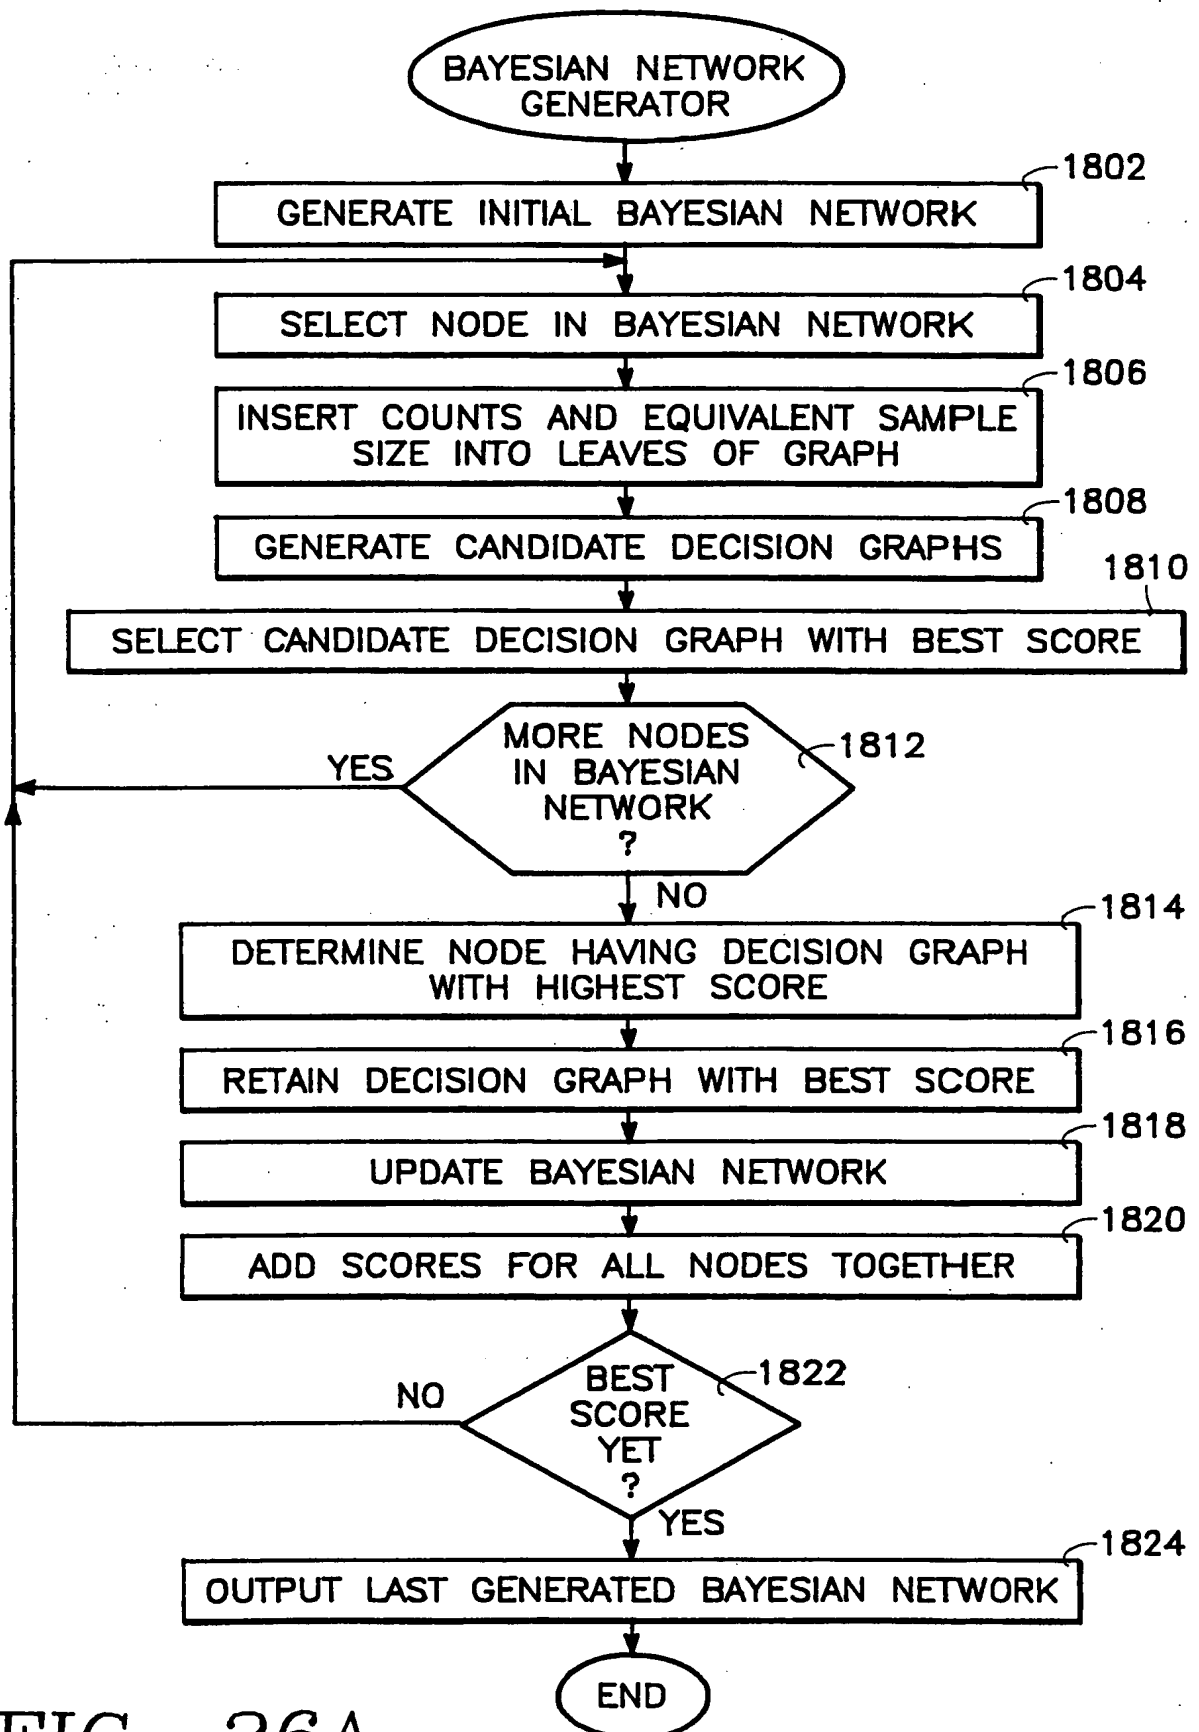 BAYESIAN NETWORK
GENERATOR
1802
GENERATE INITIAL BAYESIAN NETWORK
1804
SELECT NODE IN BAYESIAN NETWORK
1806
INSERT COUNTS AND EQUIVALENT SAMPLE
SIZE INTO LEAVES OF GRAPH
1808
GENERATE CANDIDATE DECISION GRAPHS
1810
SELECT CANDIDATE DECISION GRAPH WITH BEST SCORE
MORE NODES
IN BAYESIAN
NETWORK
?
1812
YES
NO
1814
DETERMINE NODE HAVING DECISION GRAPH
WITH HIGHEST SCORE
1816
RETAIN DECISION GRAPH WITH BEST SCORE
1818
UPDATE BAYESIAN NETWORK
1820
ADD SCORES FOR ALL NODES TOGETHER
BEST
SCORE
YET
?
1822
NO
YES
1824
OUTPUT LAST GENERATED BAYESIAN NETWORK
END
FIG. 26A